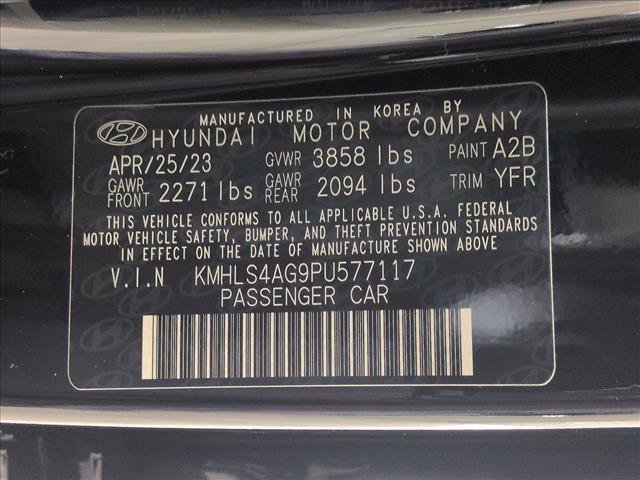 MANUFACTURED IN KOREA BY
HYUNDAI MOTOR COMPANY
APR/25/23 GVWR 3858 lbs PAINT A2B
GAWR FRONT 2271 lbs GAWR REAR 2094 lbs TRIM YFR
THIS VEHICLE CONFORMS TO ALL APPLICABLE U.S.A. FEDERAL
MOTOR VEHICLE SAFETY, BUMPER, AND THEFT PREVENTION STANDARDS
IN EFFECT ON THE DATE OF MANUFACTURE SHOWN ABOVE
V.I.N KMHLS4AG9PU577117
PASSENGER CAR